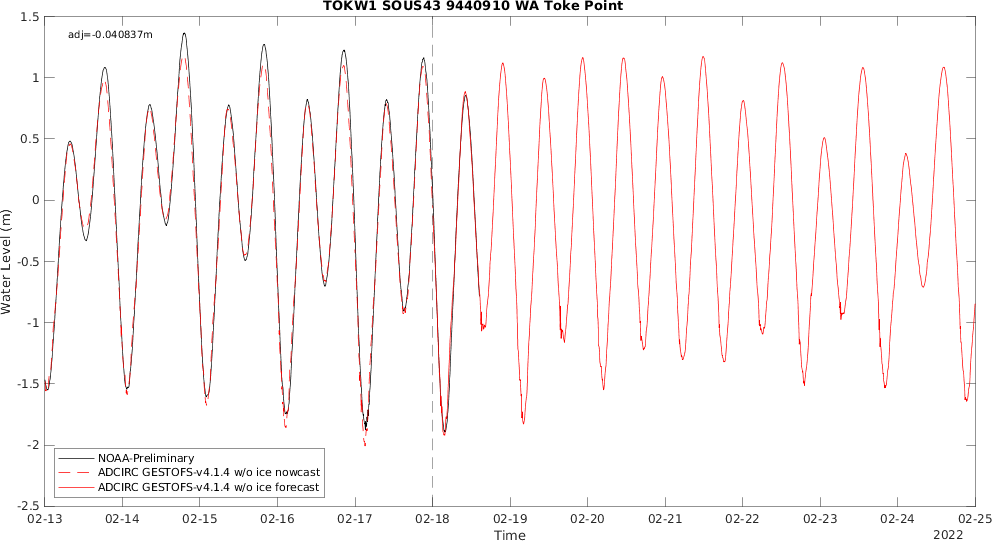 TOKW1 SOUS43 9440910 WA Toke Point
adj=-0.040837m
1.5
1
0.5
0
-0.5
-1
-1.5
-2
-2.5
Water Level (m)
NOAA-Preliminary
ADCIRC GESTOFS-v4.1.4 w/o ice nowcast
ADCIRC GESTOFS-v4.1.4 w/o ice forecast
02-13 02-14 02-15 02-16 02-17 02-18 02-19 02-20 02-21 02-22 02-23 02-24 02-25
Time
2022